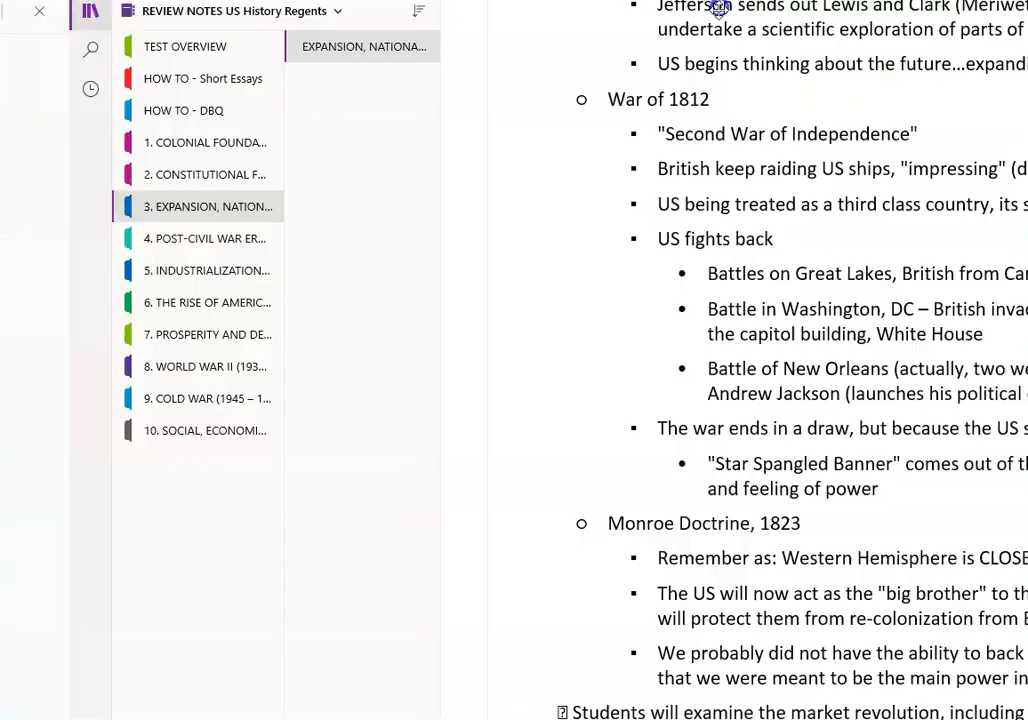 REVIEW NOTES US History Regents
TEST OVERVIEW
HOW TO - Short Essays
HOW TO - DBQ
1. COLONIAL FOUNDA...
2. CONSTITUTIONAL F...
3. EXPANSION, NATION...
4. POST-CIVIL WAR ER...
5. INDUSTRIALIZATION...
6. THE RISE OF AMERIC...
7. PROSPERITY AND DE...
8. WORLD WAR II (193...
9. COLD WAR (1945 – 1...
10. SOCIAL, ECONOMI...
EXPANSION, NATIONA...
sends out Lewis and Clark (Meriwet
undertake a scientific exploration of parts of
US begins thinking about the future...expandi
War of 1812
"Second War of Independence"
British keep raiding US ships, "impressing" (d
US being treated as a third class country, its s
US fights back
Battles on Great Lakes, British from Car
Battle in Washington, DC – British inva
the capitol building, White House
Battle of New Orleans (actually, two we
Andrew Jackson (launches his political
The war ends in a draw, but because the US s
"Star Spangled Banner" comes out of th
and feeling of power
Monroe Doctrine, 1823
Remember as: Western Hemisphere is CLOSE
The US will now act as the "big brother" to th
will protect them from re-colonization from E
We probably did not have the ability to back
that we were meant to be the main power in
Students will examine the market revolution, including